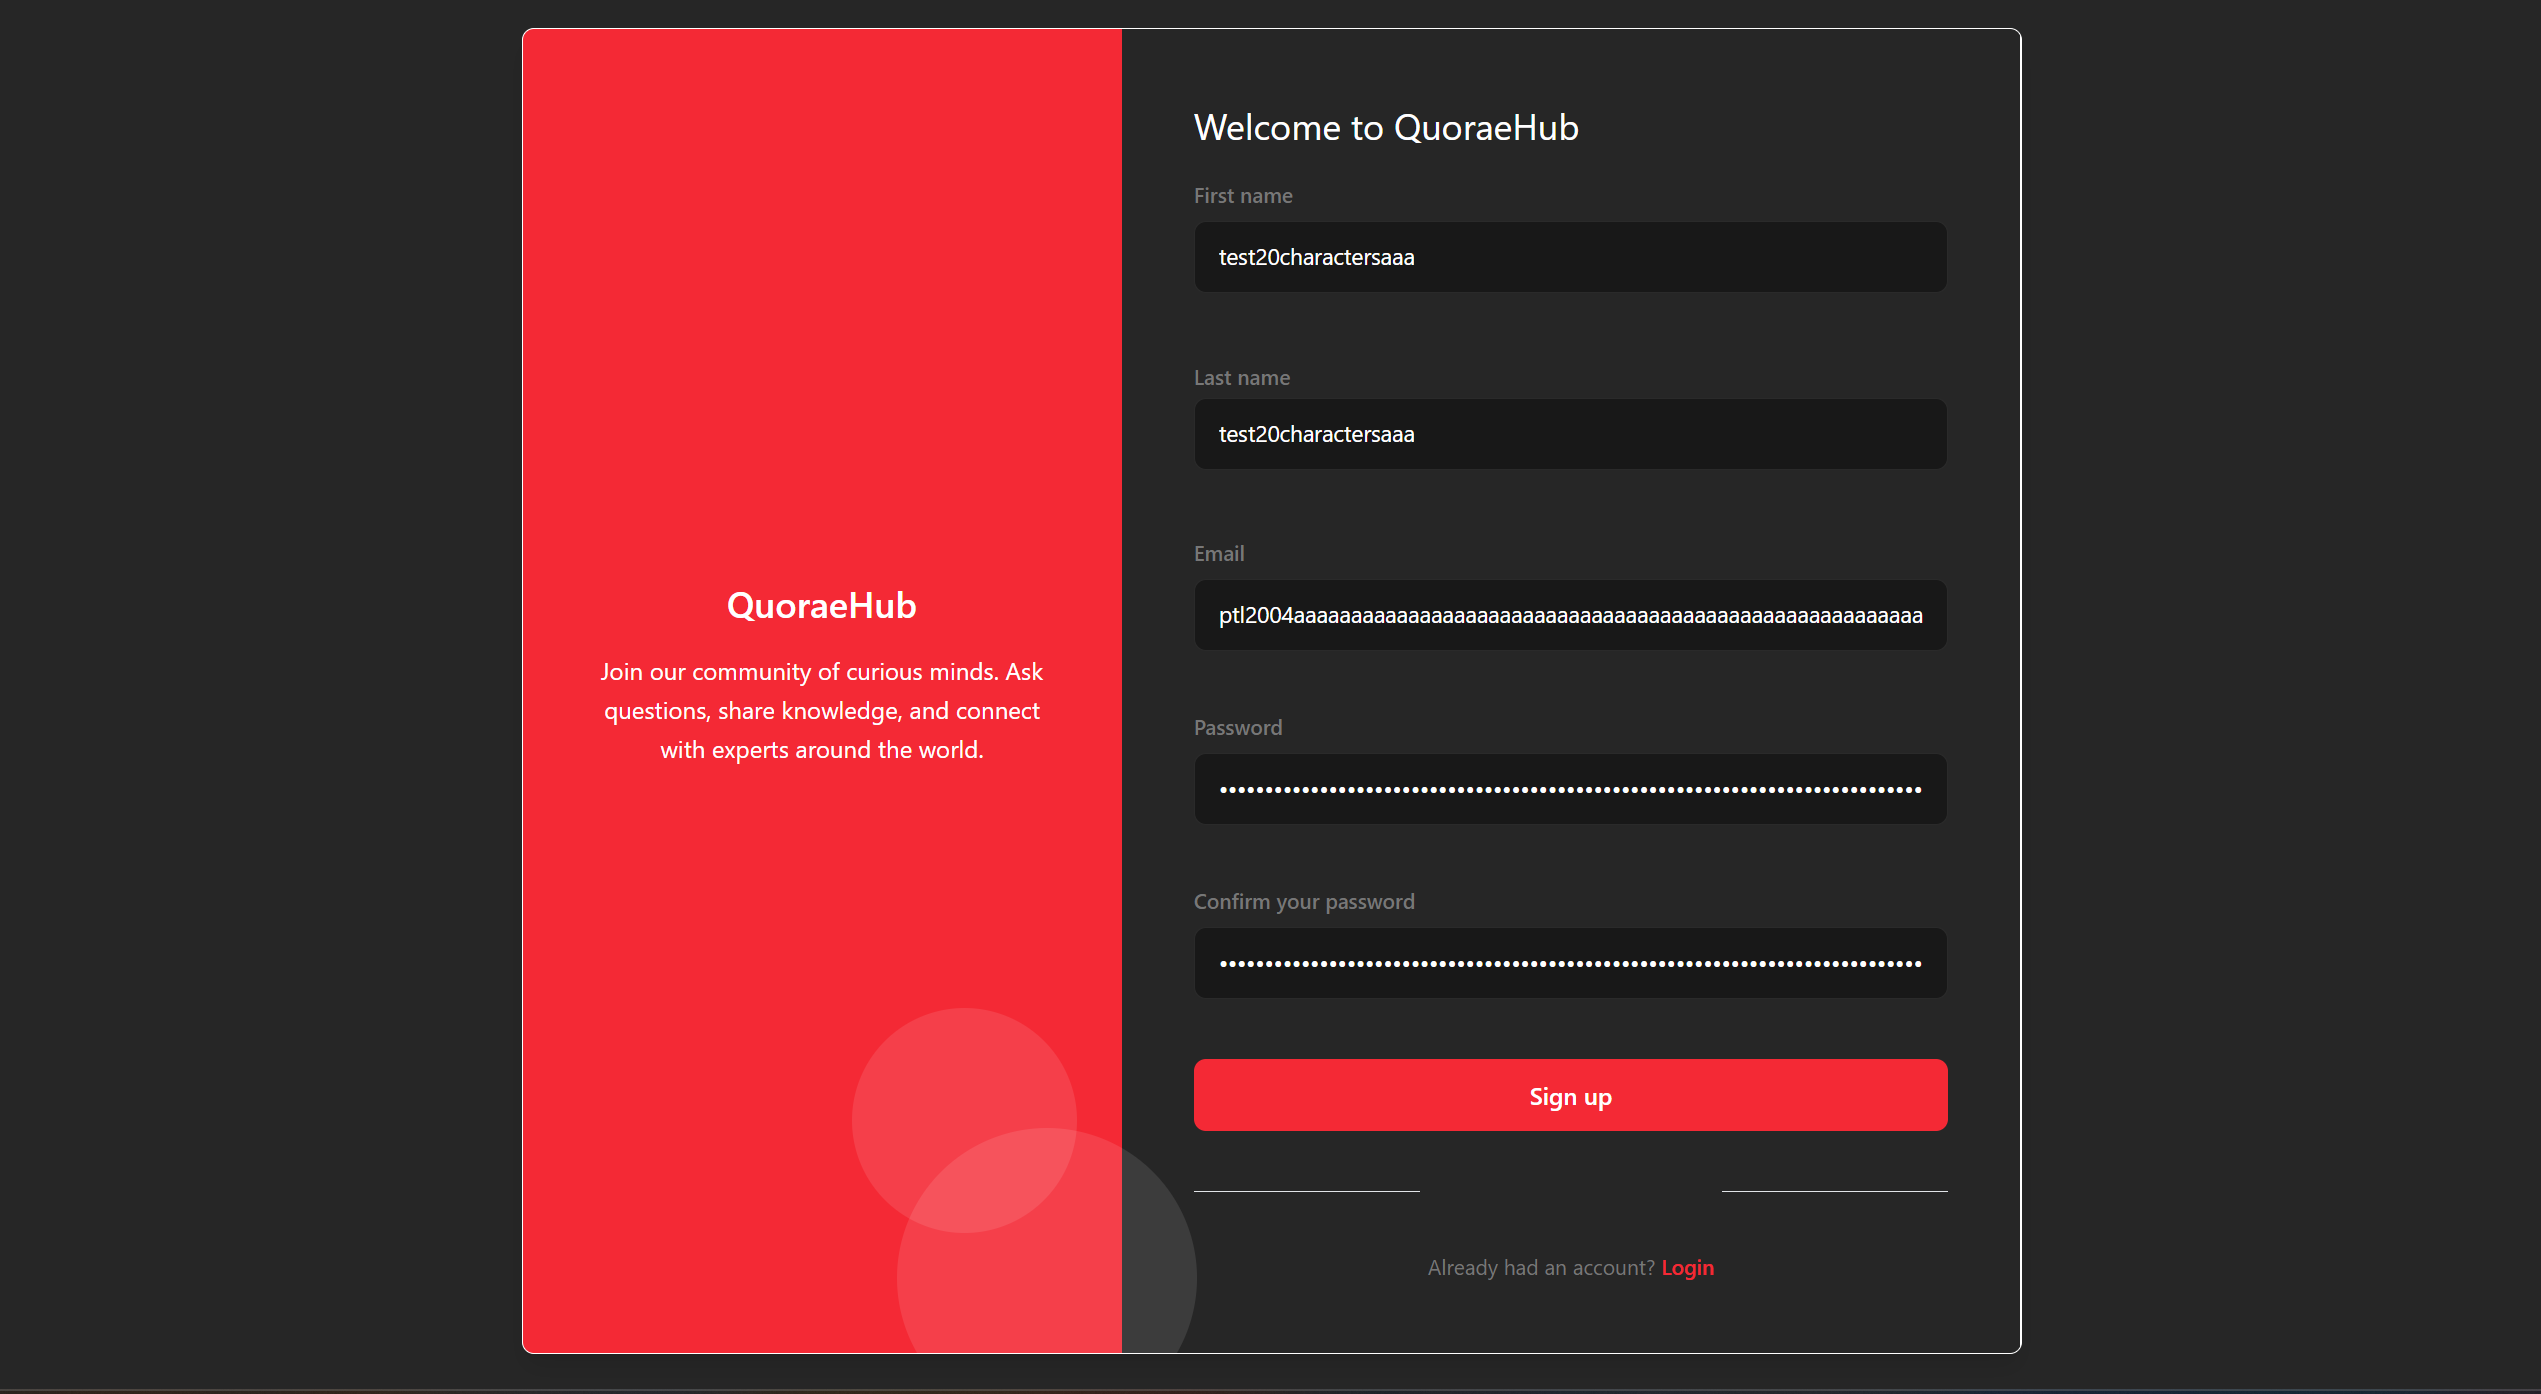 QuoraeHub
Join our community of curious minds. Ask
questions, share knowledge, and connect
with experts around the world.
Welcome to QuoraeHub
First name
test20charactersaaa
Last name
test20charactersaaa
Email
ptl2004aaaaaaaaaaaaaaaaaaaaaaaaaaaaaaaaaaaaaaaaaaaaaaaaaaaaaaa
Password
Confirm your password
Sign up
Already had an account? Login